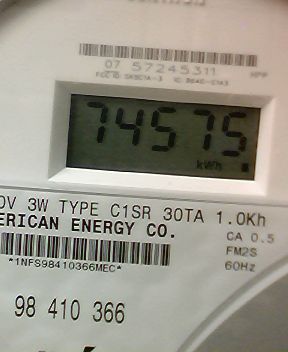 07 57245311
74575
kWh
0V 3W TYPE C1SR 30TA 1.0Kh
ERICAN ENERGY CO.
CA 0.5
FM2S
60Hz
*1NFS98410366MEC*
98 410 366